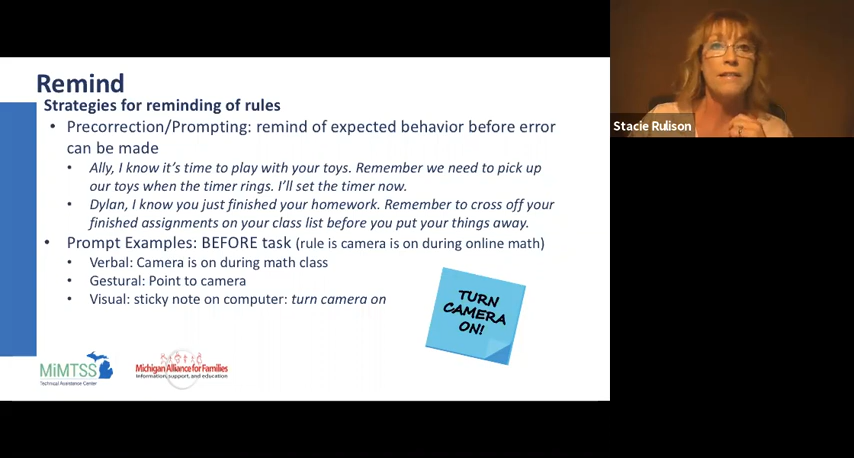 Remind
Strategies for reminding of rules
• Precorrection/Prompting: remind of expected behavior before error
can be made
• Ally, I know it's time to play with your toys. Remember we need to pick up
our toys when the timer rings. I'll set the timer now.
• Dylan, I know you just finished your homework. Remember to cross off your
finished assignments on your class list before you put your things away.
• Prompt Examples: BEFORE task (rule is camera is on during online math)
• Verbal: Camera is on during math class
• Gestural: Point to camera
• Visual: sticky note on computer: turn camera on
TURN
CAMERA
ON!
MiMTSS
Technical Assistance Center
Michigan Alliance for Families
information, support, and education
Stacie Rulison